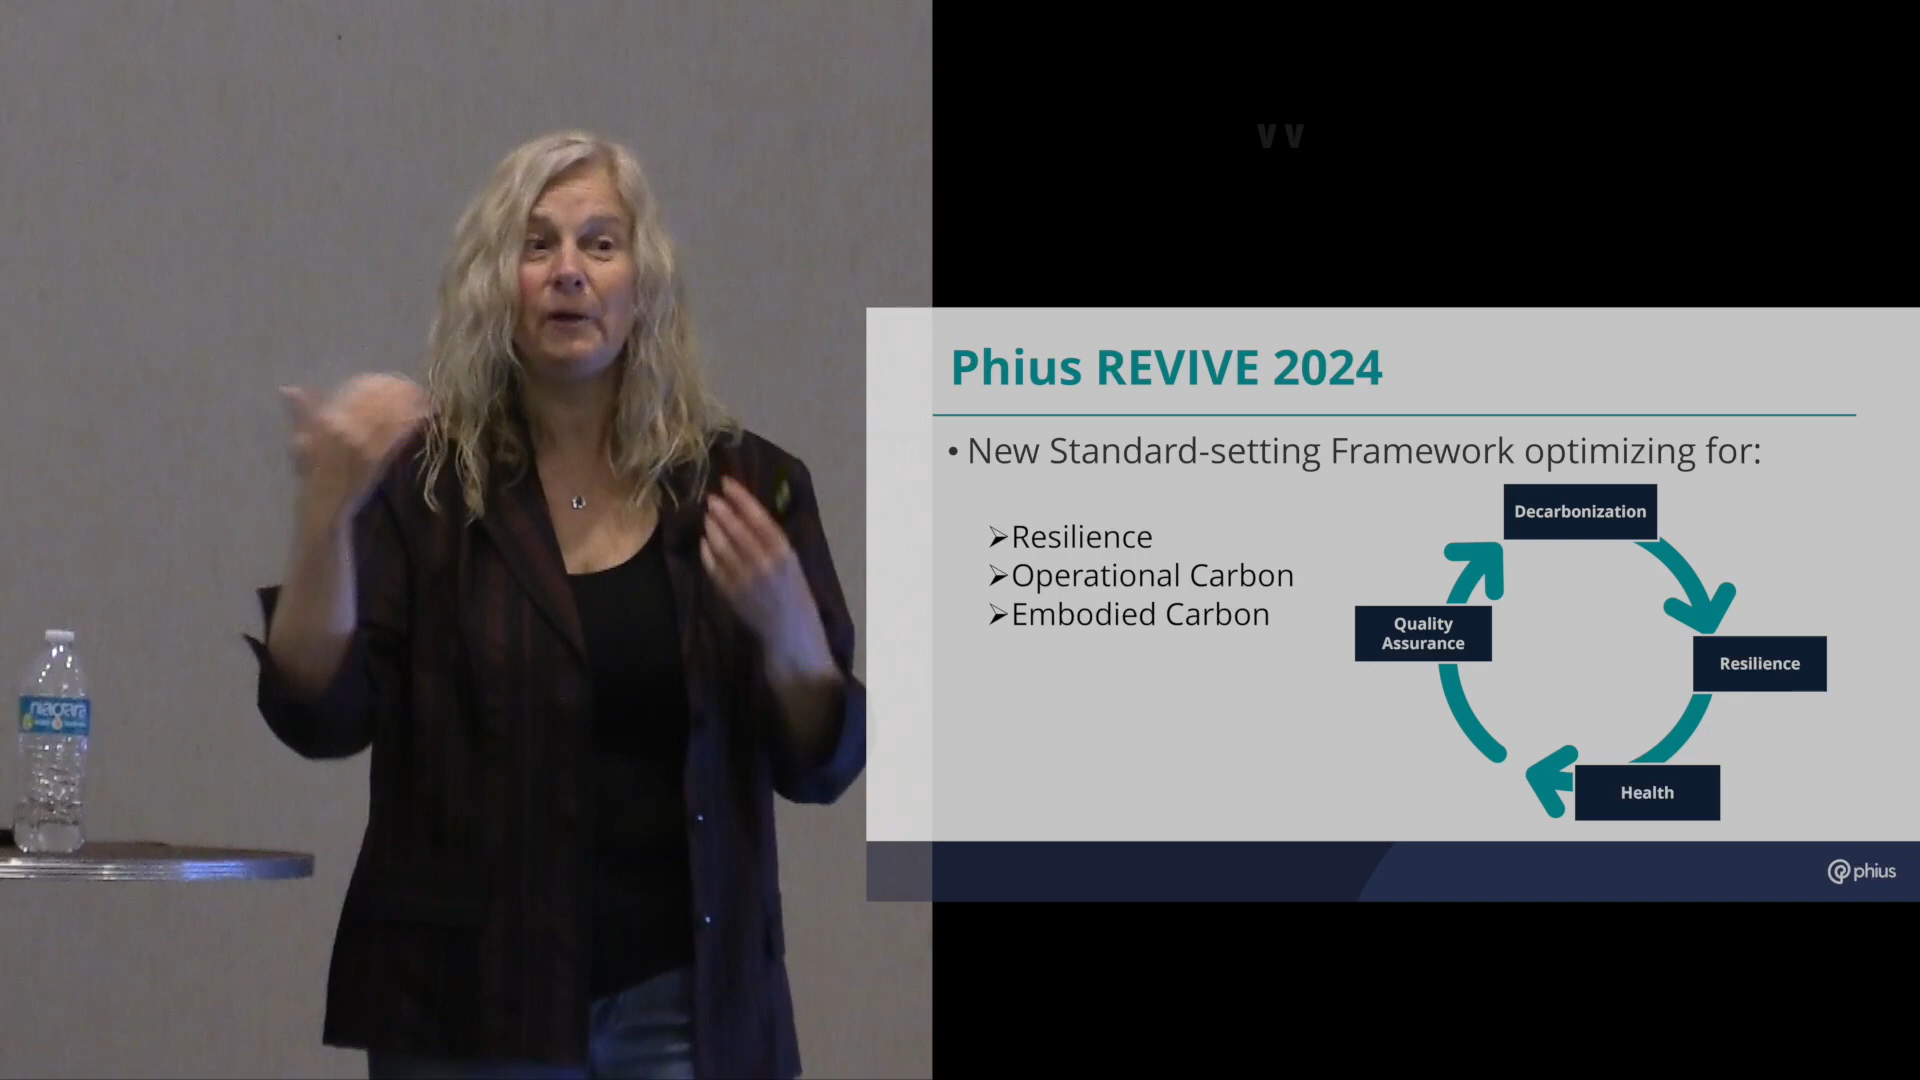 Phius REVIVE 2024
• New Standard-setting Framework optimizing for:
➢Resilience
➢Operational Carbon
➢Embodied Carbon
Decarbonization
Resilience
Health
Quality
Assurance
phius
niagara